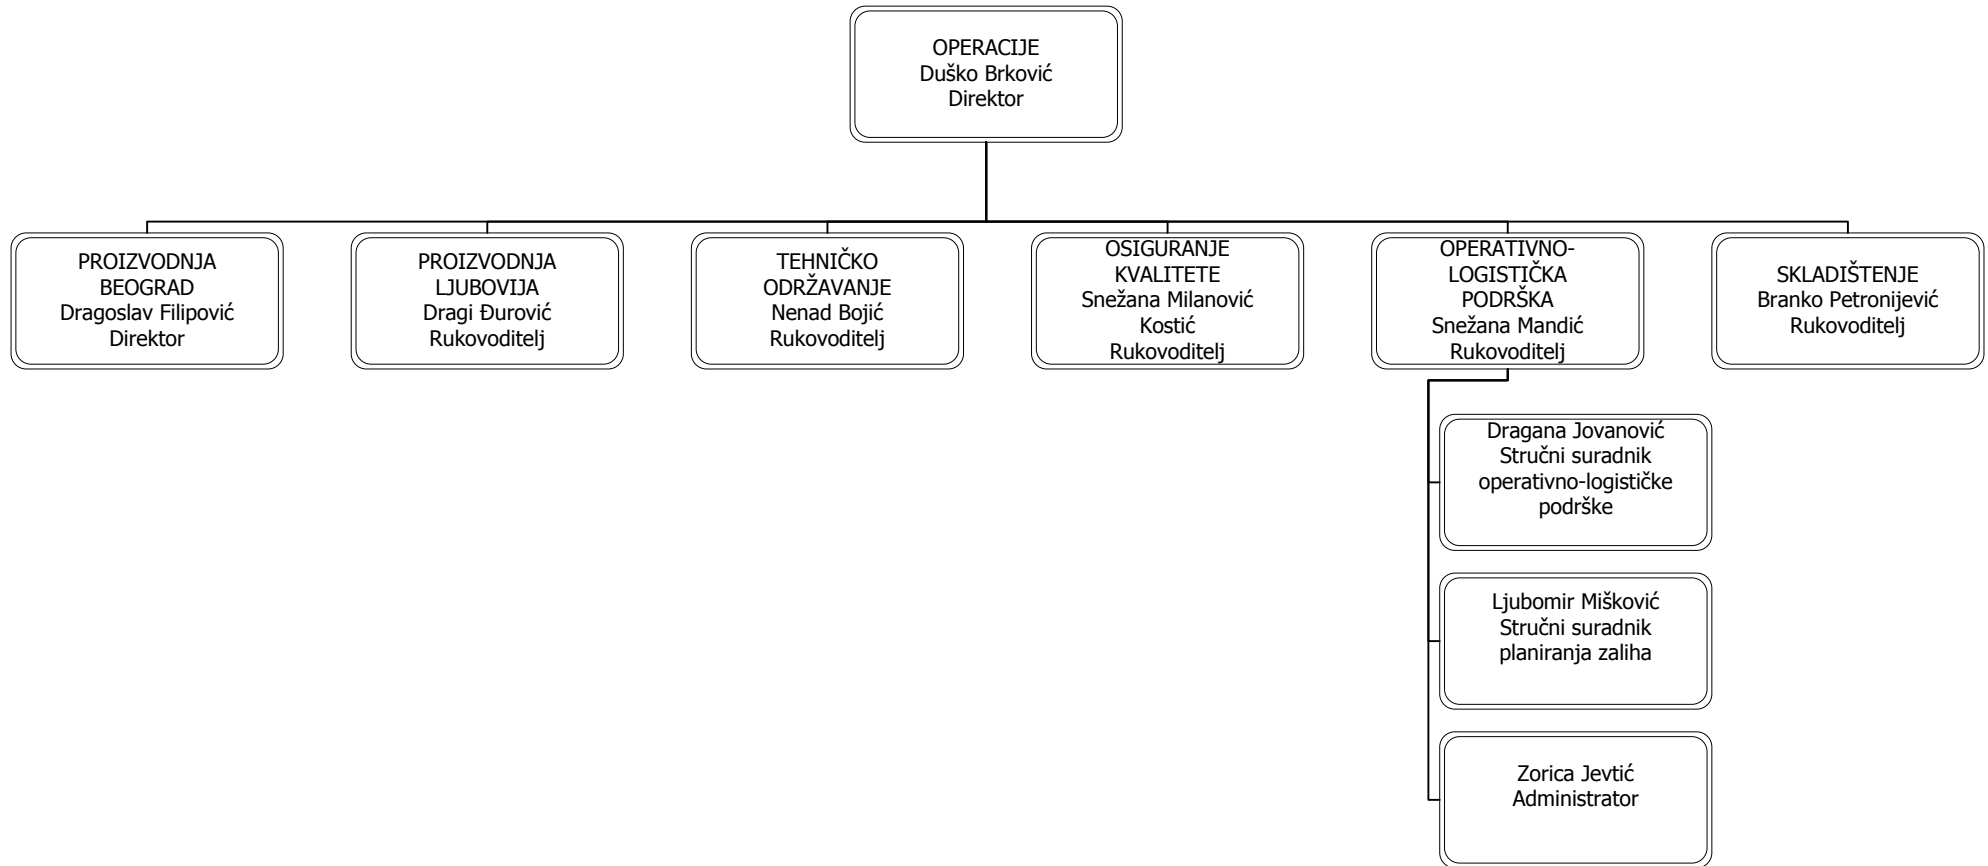 OPERACIJE
Duško Brković
Direktor
PROIZVODNJA
BEOGRAD
Dragoslav Filipović
Direktor
PROIZVODNJA
LJUBOVIJA
Dragi Đurović
Rukovoditelj
TEHNIČKO
ODRŽAVANJE
Nenad Bojić
Rukovoditelj
OSIGURANJE
KVALITETE
Snežana Milanović
Kostić
Rukovoditelj
OPERATIVNO-
LOGISTIČKA
PODRŠKA
Snežana Mandić
Rukovoditelj
SKLADIŠTENJE
Branko Petronijević
Rukovoditelj
Dragana Jovanović
Stručni suradnik
operativno-logističke
podrške
Ljubomir Mišković
Stručni suradnik
planiranja zaliha
Zorica Jevtić
Administrator